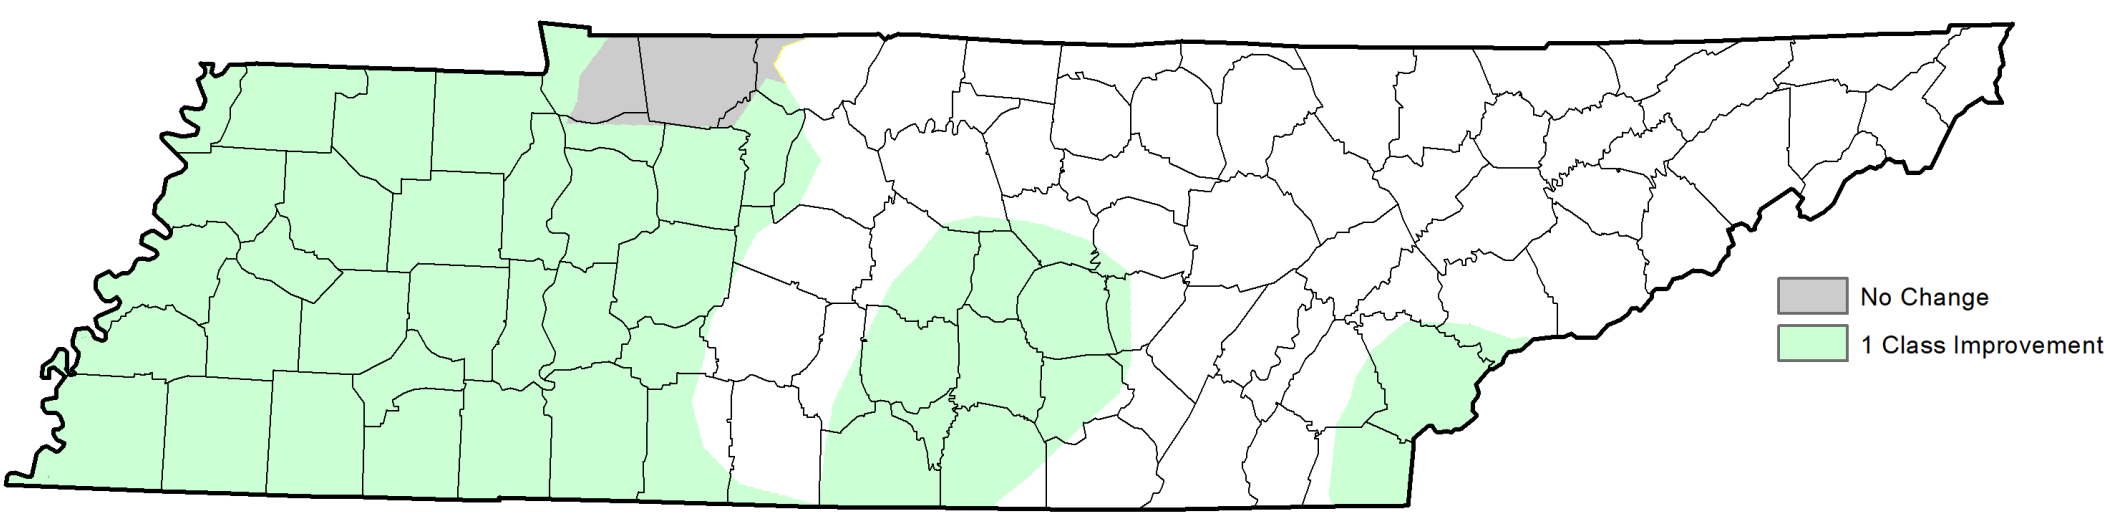 No Change
1 Class Improvement